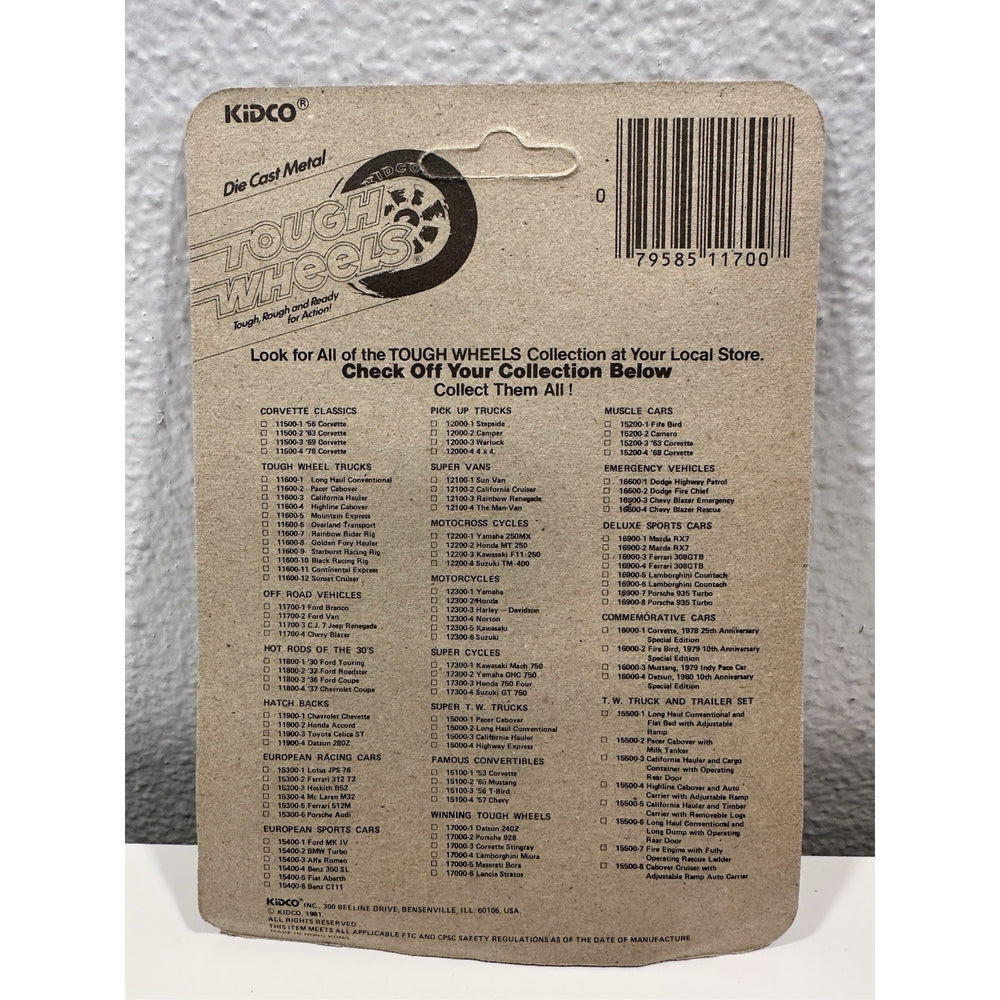 KiDCO®
Die Cast Metal
KIDCO
TOUGH
WHeeLS®
Tough, Rough and Ready
for Action!
0
79585 11700
Look for All of the TOUGH WHEELS Collection at Your Local Store.
Check Off Your Collection Below
Collect Them All !
CORVETTE CLASSICS
11500-1 '56 Corvette
11500-2 '63 Corvette
11500-3 '69 Corvette
11500-4 '78 Corvette
TOUGH WHEEL TRUCKS
11600-1 Long Haul Conventional
11600-2 Pacer Cabover
11600-3 California Hauler
11600-4 Highline Cabover
11600-5 Mountain Express
11600-6 Overland Transport
11600-7 Rainbow Rider Rig
11600-8 Golden Fury Hauler
11600-9 Starburst Racing Rig
11600-10 Black Racing Rig
11600-11 Continental Express
11600-12 Sunset Cruiser
OFF ROAD VEHICLES
11700-1 Ford Branco
11700-2 Ford Van
11700-3 C.J. 7 Jeep Renegade
11700-4 Chevy Blazer
HOT RODS OF THE 30'S
11800-1 '30 Ford Touring
11800-2 '32 Ford Roadster
11800-3 '36 Ford Coupe
11800-4 '37 Chevrolet Coupe
HATCH BACKS
11900-1 Chevrolet Chevette
11900-2 Honda Accord
11900-3 Toyota Calica ST
11900-4 Datsun 280Z
EUROPEAN RACING CARS
15300-1 Lotus JPS 76
15300-2 Ferrari 312 T2
15300-3 Hoskith B52
15300-4 Mc Laren M32
15300-5 Ferrari 512M
15300-6 Porsche Audi
EUROPEAN SPORTS CARS
15400-1 Ford MK IV
15400-2 BMW Turbo
15400-3 Alfa Romeo
15400-4 Benz 350 SL
15400-5 Fiat Abarth
15400-6 Benz C111
PICK UP TRUCKS
12000-1 Stepside
12000-2 Camper
12000-3 Warlock
12000-4 4 x 4
SUPER VANS
12100-1 Sun Van
12100-2 California Cruiser
12100-3 Rainbow Renegade
12100-4 The Man-Van
MOTOCROSS CYCLES
12200-1 Yamaha 250MX
12200-2 Honda MT 250
12200-3 Kawasaki F11-250
12200-4 Suzuki TM-400
MOTORCYCLES
12300-1 Yamaha
12300-2 Honda
12300-3 Harley – Davidson
12300-4 Norton
12300-5 Kawasaki
12300-6 Suzuki
SUPER CYCLES
17300-1 Kawasaki Mach 750
17300-2 Yamaha DHC 750
17300-3 Honda 750 Four
17300-4 Suzuki GT 750
SUPER T.W. TRUCKS
15000-1 Pacer Cabover
15000-2 Long Haul Conventional
15000-3 California Hauler
15000-4 Highway Express
FAMOUS CONVERTIBLES
15100-1 '53 Corvette
15100-2 '65 Mustang
15100-3 '56 T-Bird
15100-4 '57 Chevy
WINNING TOUGH WHEELS
17000-1 Datsun 240Z
17000-2 Porsche 928
17000-3 Corvette Stingray
17000-4 Lamborghini Miura
17000-5 Maserati Bora
17000-6 Lancia Stratos
MUSCLE CARS
15200-1 Fife Bird
15200-2 Camaro
15200-3 '63 Corvette
15200-4 '69 Corvette
EMERGENCY VEHICLES
16600-1 Dodge Highway Patrol
16600-2 Dodge Fire Chief
16600-3 Chevy Blazer Emergency
16600-4 Chevy Blazer Rescue
DELUXE SPORTS CARS
16900-1 Mazda RX7
16900-2 Mazda RX7
16900-3 Ferrari 308GTB
16900-4 Ferrari 308GTB
16900-5 Lamborghini Countach
16900-6 Lamborghini Countach
16900-7 Porsche 935 Turbo
16900-8 Porsche 935 Turbo
COMMEMORATIVE CARS
16000-1 Corvette, 1978 25th Anniversary
Special Edition
16000-2 Fire Bird, 1979 10th Anniversary
Special Edition
16000-3 Mustang, 1979 Indy Pace Car
16000-4 Datsun, 1980 10th Anniversary
Special Edition
T.W. TRUCK AND TRAILER SET
15500-1 Long Haul Conventional and
Flat Bed with Adjustable
Ramp
15500-2 Pacer Cabover with
Milk Tanker
15500-3 California Hauler and Cargo
Container with Operating
Rear Door
15500-4 Highline Cabover and Auto
Carrier with Adjustable Ramp
15500-5 California Hauler and Timber
Carrier with Removable Logs
15500-6 Long Haul Conventional and
Long Dump with Operating
Rear Door
15500-7 Fire Engine with Fully
Operating Rescue Ladder
15500-8 Cabover Cruiser with
Adjustable Ramp Auto Carrier
KiDCO® INC., 300 BEELINE DRIVE, BENSENVILLE, ILL. 60106, USA.
© KIDCO, 1981
ALL RIGHTS RESERVED
THIS ITEM MEETS ALL APPLICABLE FTC AND CPSC SAFETY REGULATIONS AS OF THE DATE OF MANUFACTURE.
MADE IN HONG KONG